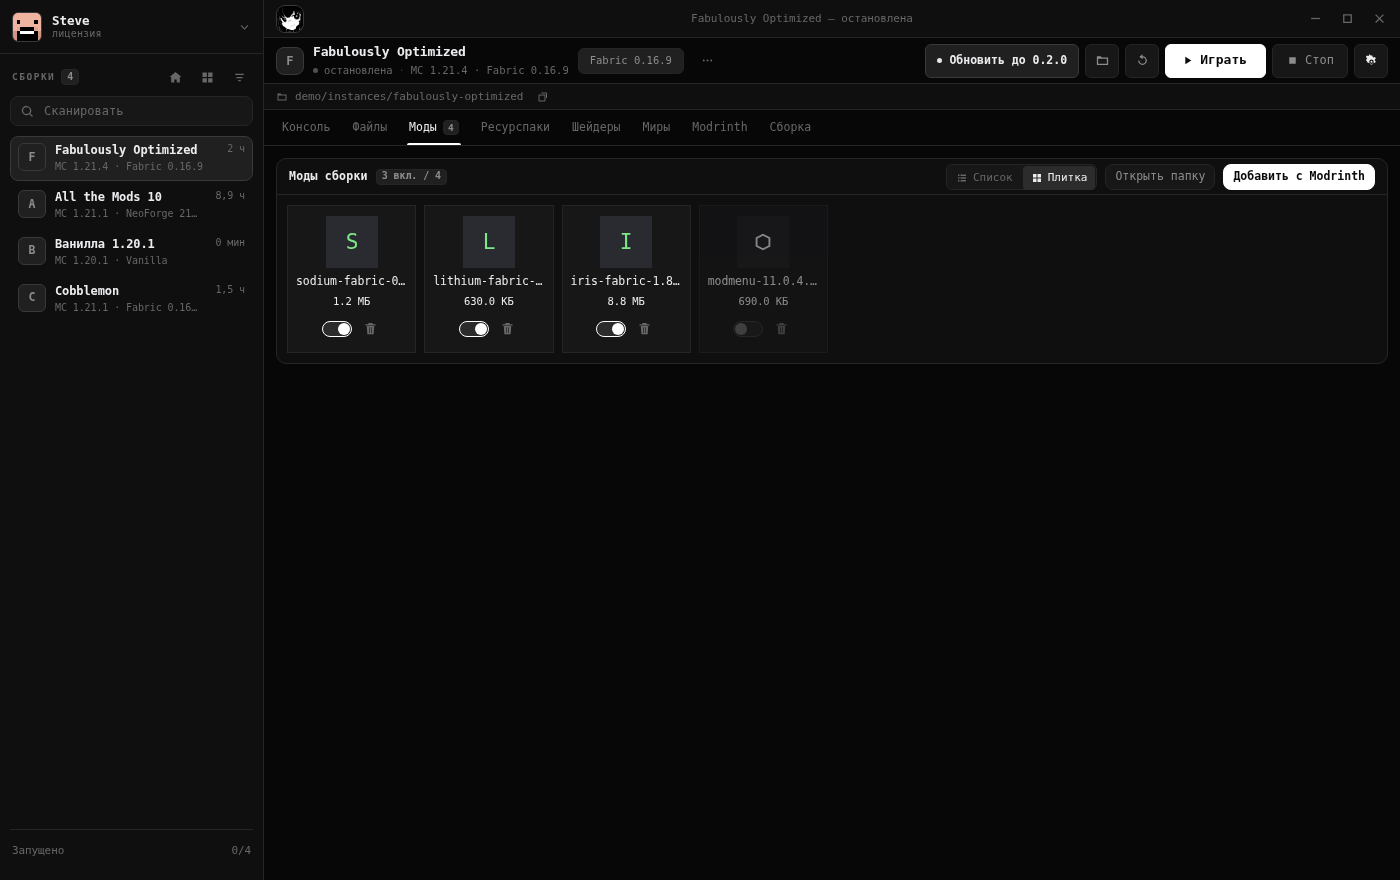 Steve
лицензия
СБОРКИ 4
Сканировать
F
Fabulously Optimized
2 ч
MC 1.21.4 · Fabric 0.16.9
A
All the Mods 10
8,9 ч
MC 1.21.1 · NeoForge 21…
B
Ванилла 1.20.1
0 мин
MC 1.20.1 · Vanilla
C
Cobblemon
1,5 ч
MC 1.21.1 · Fabric 0.16…
Запущено
0/4
Fabulously Optimized — остановлена
F
Fabulously Optimized
остановлена · MC 1.21.4 · Fabric 0.16.9
Fabric 0.16.9
Обновить до 0.2.0
Играть
Стоп
demo/instances/fabulously-optimized
Консоль
Файлы
Моды 4
Ресурспаки
Шейдеры
Миры
Modrinth
Сборка
Моды сборки
3 вкл. / 4
Список
Плитка
Открыть папку
Добавить с Modrinth
S
sodium-fabric-0…
1.2 МБ
L
lithium-fabric-…
630.0 КБ
I
iris-fabric-1.8…
8.8 МБ
modmenu-11.0.4.…
690.0 КБ